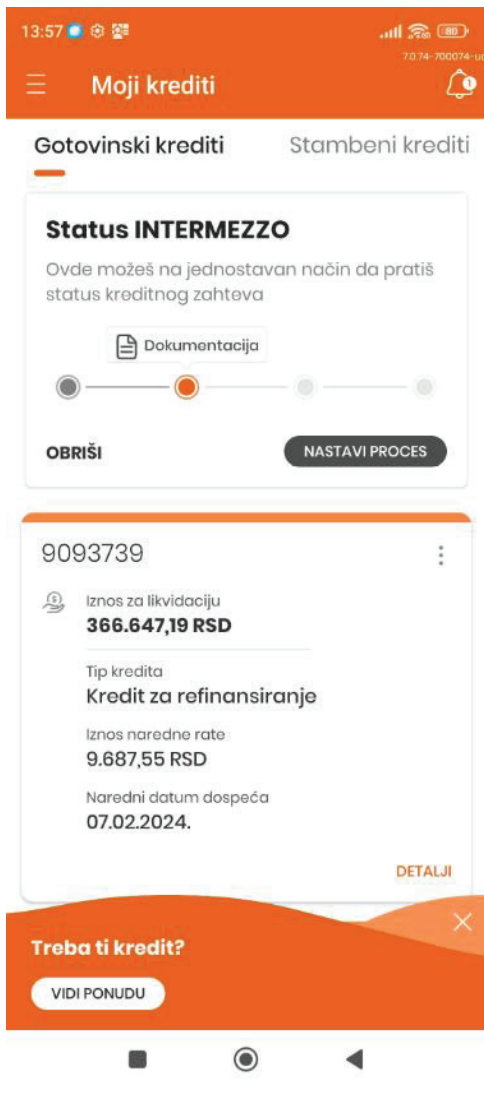 13:57
80
7.0.74-700074-u
Moji krediti
1
Gotovinski krediti
Stambeni krediti
Status INTERMEZZO
Ovde možeš na jednostavan način da pratiš
status kreditnog zahteva
Dokumentacija
OBRIŠI
NASTAVI PROCES
9093739
Iznos za likvidaciju
366.647,19 RSD
Tip kredita
Kredit za refinansiranje
Iznos naredne rate
9.687,55 RSD
Naredni datum dospeća
07.02.2024.
DETALJI
Treba ti kredit?
VIDI PONUDU